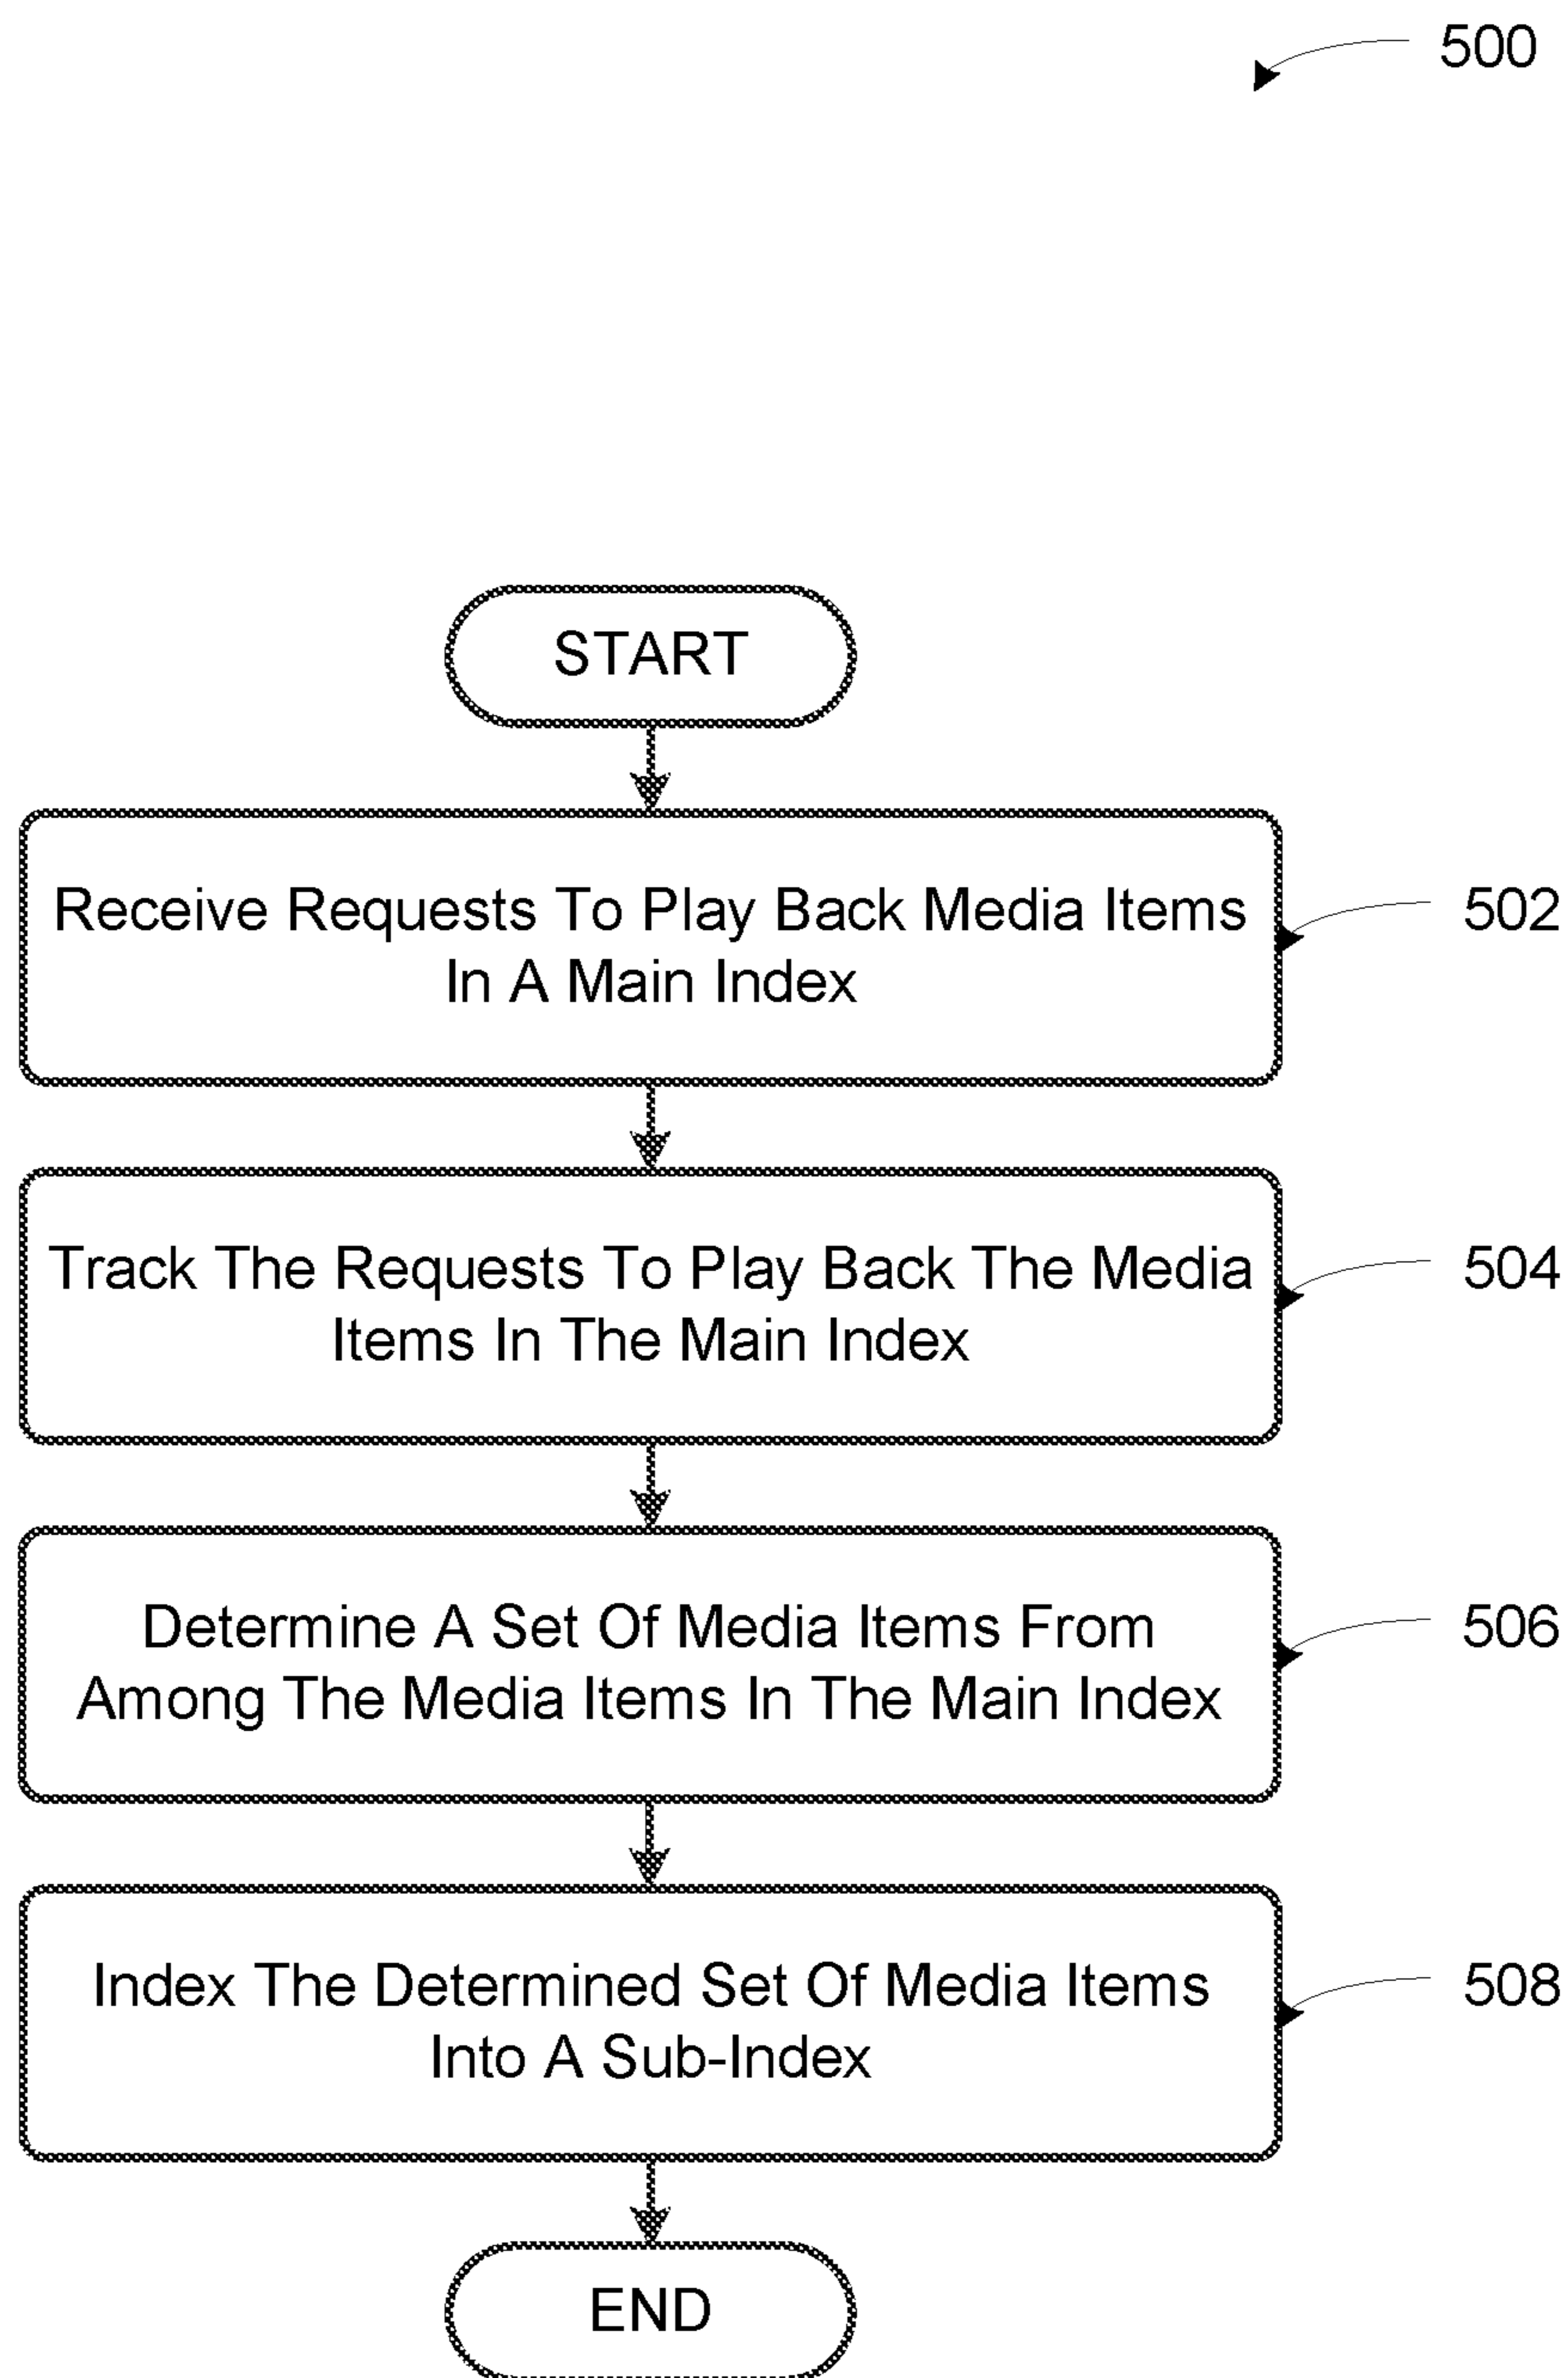 500
START
Receive Requests To Play Back Media Items
In A Main Index
502
Track The Requests To Play Back The Media
Items In The Main Index
504
Determine A Set Of Media Items From
Among The Media Items In The Main Index
506
Index The Determined Set Of Media Items
Into A Sub-Index
508
END